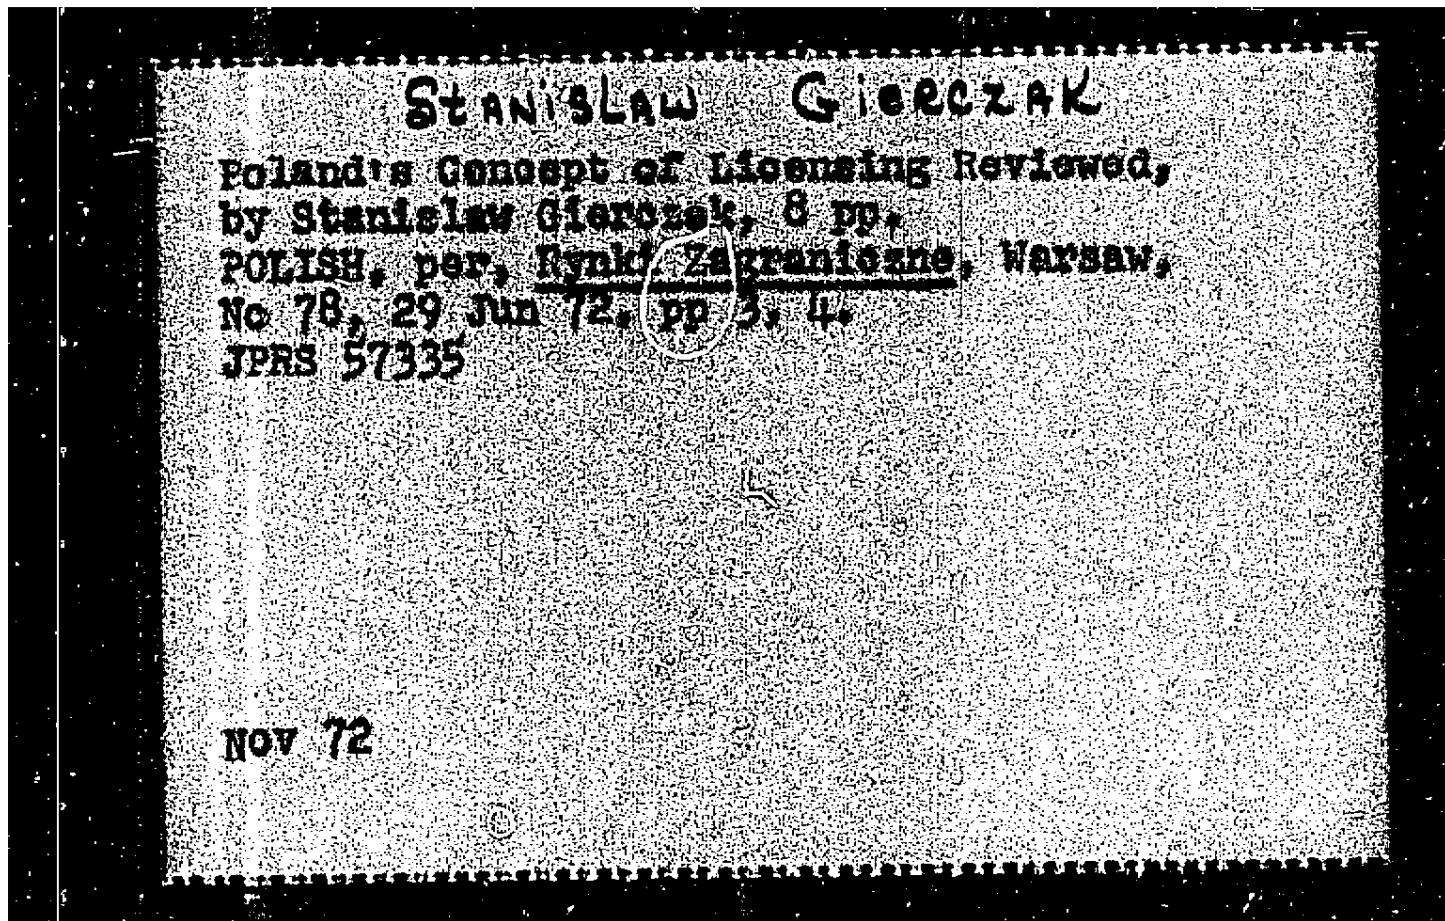 StANiSLAW GieRCZAK
Poland's Concept of Licensing Reviewed,
by Stanislaw Gierczak, 8 pp.
POLISH, per, Rynki Zagraniczne, Warsaw,
No 78, 29 Jun 72, pp 3, 4.
JPRS 57335
NOV 72